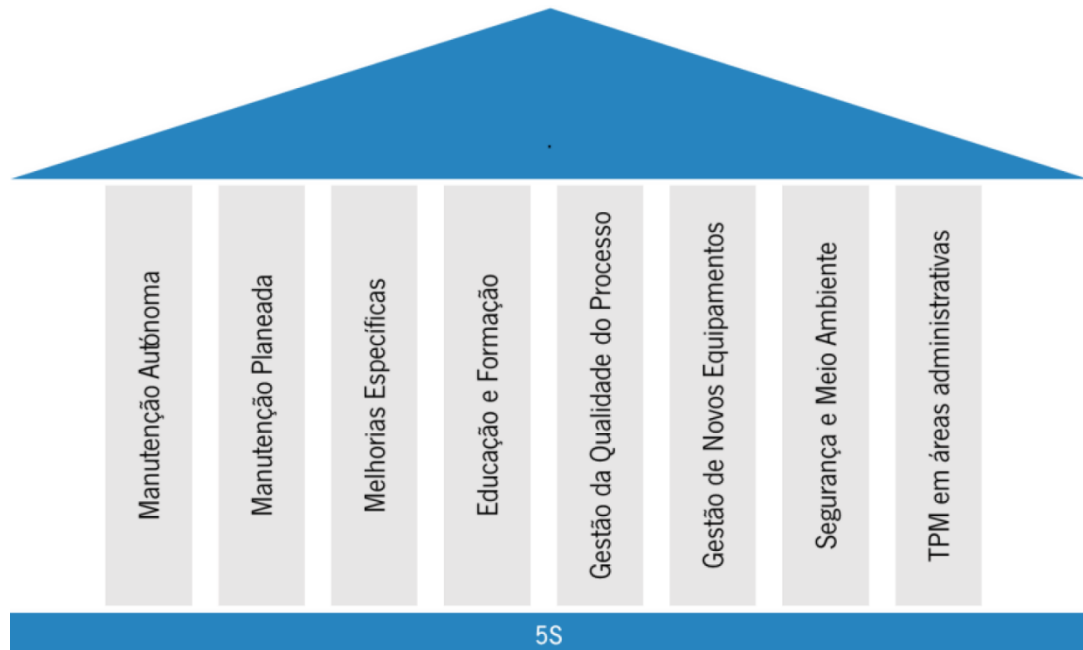 Manutenção Autónoma
Manutenção Planeada
Melhorias Específicas
Educação e Formação
Gestão da Qualidade do Processo
Gestão de Novos Equipamentos
Segurança e Meio Ambiente
TPM em áreas administrativas
5S